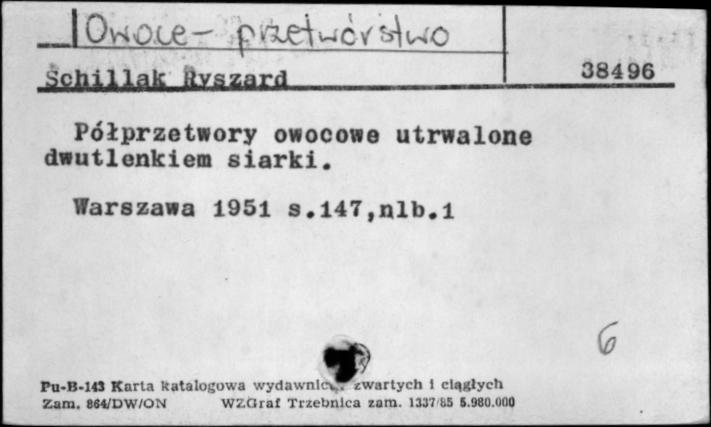 Owoce - przetwórstwo
Schillak Ryszard 38496
Półprzetwory owocowe utrwalone
dwutlenkiem siarki.
Warszawa 1951 s.147,nlb.1
6
Pu-B-143 Karta katalogowa zwartych i ciągłych
Zam. 864/DW/ON WZGraf Trzebnica zam. 1337/85 5.980.000